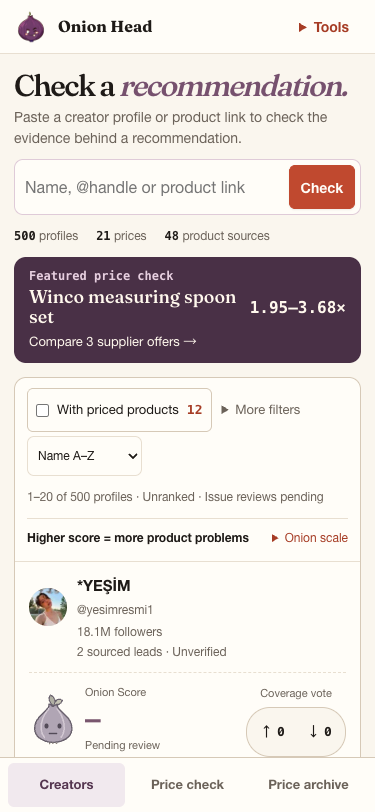 Onion Head
▶ Tools
Check a recommendation.
Paste a creator profile or product link to check the
evidence behind a recommendation.
Name, @handle or product link
Check
500 profiles 21 prices 48 product sources
Featured price check
Winco measuring spoon
set
1.95–3.68×
Compare 3 supplier offers →
With priced products 12
▶ More filters
Name A–Z
1–20 of 500 profiles · Unranked · Issue reviews pending
Higher score = more product problems
▶ Onion scale
*YEŞİM
@yesimresmi1
18.1M followers
2 sourced leads · Unverified
Onion Score
—
Pending review
Coverage vote
↑ 0 ↓ 0
Creators
Price check
Price archive